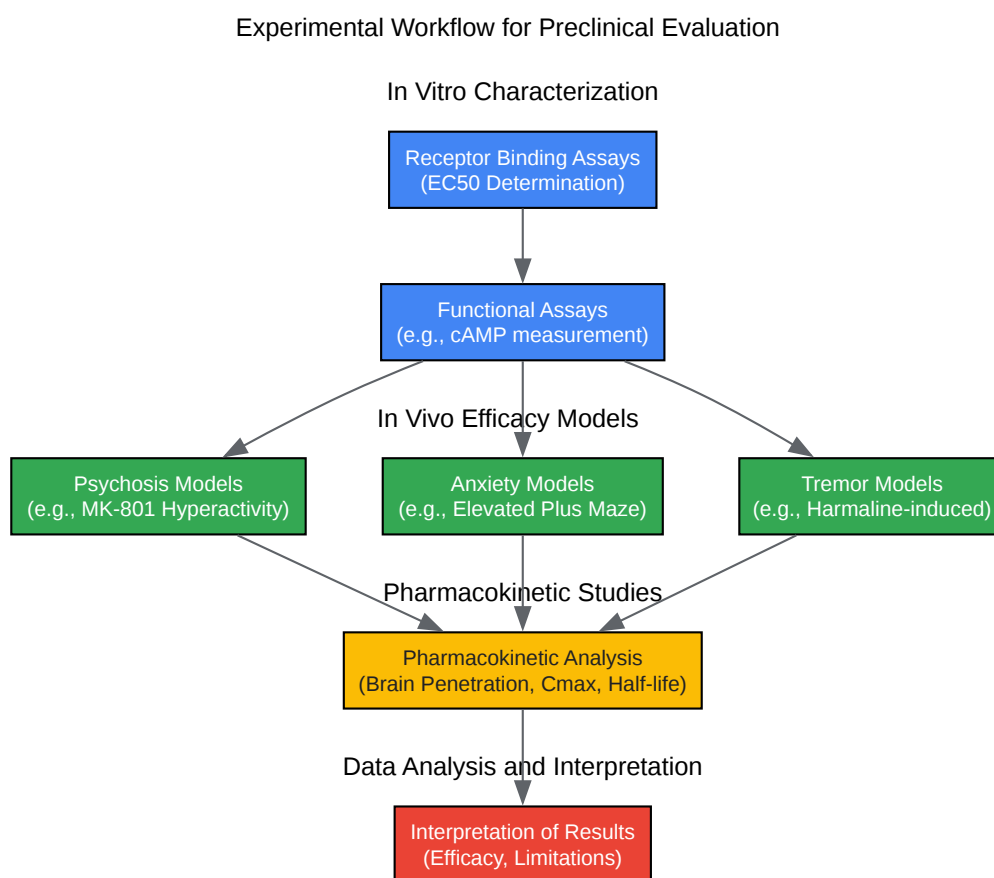 Experimental Workflow for Preclinical Evaluation
In Vitro Characterization
Receptor Binding Assays
(EC50 Determination)
Functional Assays
(e.g., cAMP measurement)
In Vivo Efficacy Models
Psychosis Models
(e.g., MK-801 Hyperactivity)
Anxiety Models
(e.g., Elevated Plus Maze)
Tremor Models
(e.g., Harmaline-induced)
Pharmacokinetic Studies
Pharmacokinetic Analysis
(Brain Penetration, Cmax, Half-life)
Data Analysis and Interpretation
Interpretation of Results
(Efficacy, Limitations)